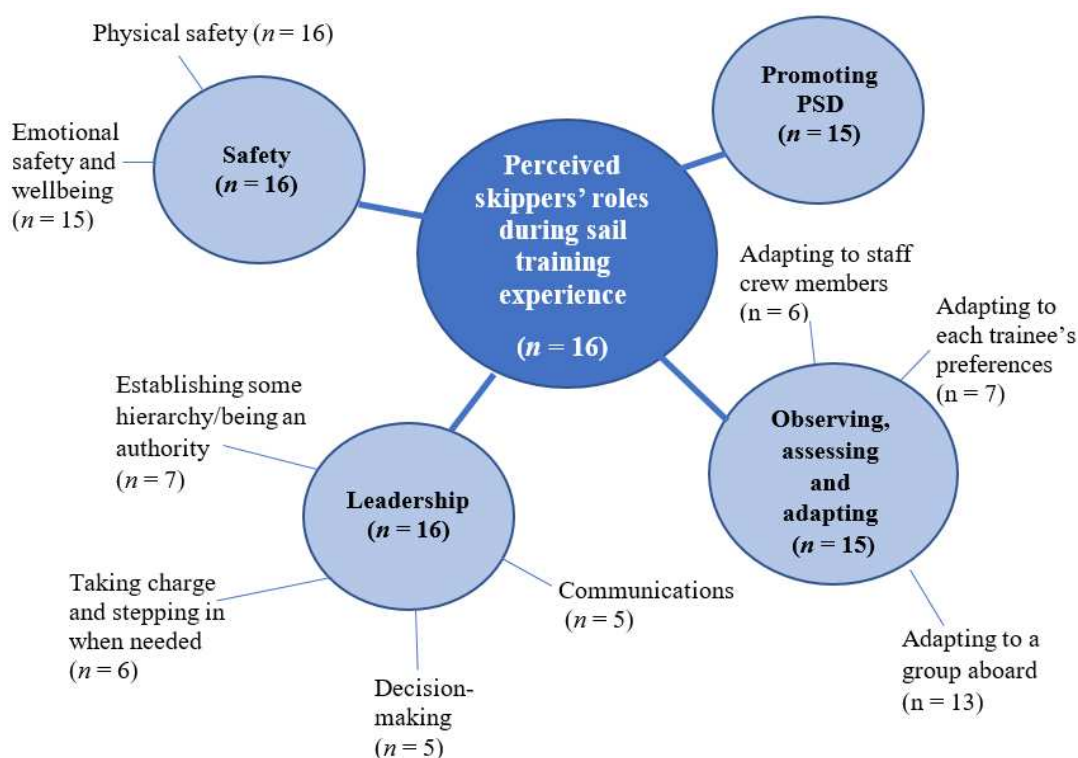 Physical safety (n = 16)
Emotional
safety and
wellbeing
(n = 15)
Safety
(n = 16)
Perceived
skippers’ roles
during sail
training
experience
(n = 16)
Promoting
PSD
(n = 15)
Adapting to staff
crew members
(n = 6)
Adapting to
each trainee’s
preferences
(n = 7)
Observing,
assessing
and
adapting
(n = 15)
Adapting to a
group aboard
(n = 13)
Establishing some
hierarchy/being an
authority
(n = 7)
Leadership
(n = 16)
Taking charge
and stepping in
when needed
(n = 6)
Decision-
making
(n = 5)
Communications
(n = 5)